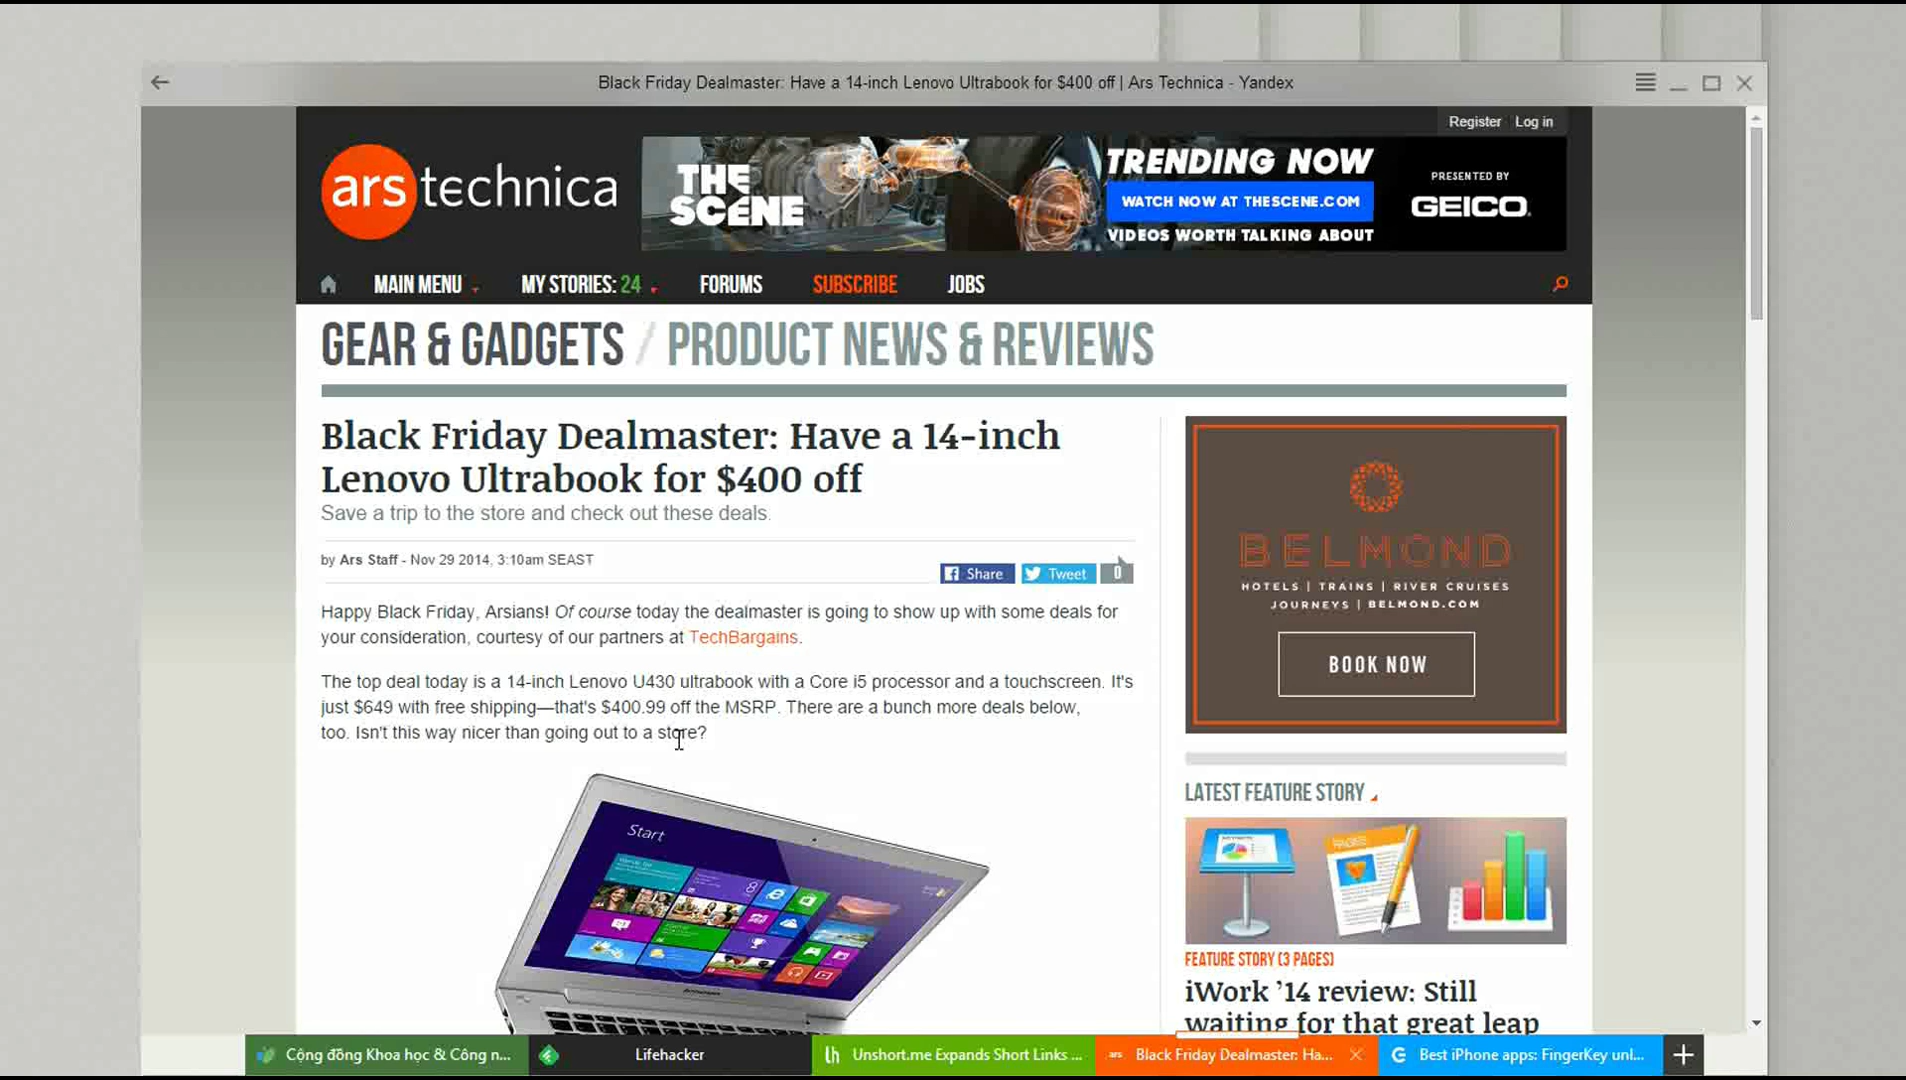 Black Friday Dealmaster: Have a 14-inch Lenovo Ultrabook for $400 off | Ars Technica - Yandex
Register Log in
ars technica
THE SCENE
TRENDING NOW
WATCH NOW AT THESCENE.COM
VIDEOS WORTH TALKING ABOUT
PRESENTED BY
GEICO.
MAIN MENU MY STORIES: 24 FORUMS SUBSCRIBE JOBS
GEAR & GADGETS / PRODUCT NEWS & REVIEWS
Black Friday Dealmaster: Have a 14-inch
Lenovo Ultrabook for $400 off
Save a trip to the store and check out these deals.
by Ars Staff - Nov 29 2014, 3:10am SEAST
Share Tweet 0
Happy Black Friday, Arsians! Of course today the dealmaster is going to show up with some deals for
your consideration, courtesy of our partners at TechBargains.
The top deal today is a 14-inch Lenovo U430 ultrabook with a Core i5 processor and a touchscreen. It's
just $649 with free shipping—that's $400.99 off the MSRP. There are a bunch more deals below,
too. Isn't this way nicer than going out to a store?
Start
BELMOND
HOTELS | TRAINS | RIVER CRUISES
JOURNEYS | BELMOND.COM
BOOK NOW
LATEST FEATURE STORY
FEATURE STORY (3 PAGES)
iWork ’14 review: Still
waiting for that great leap
Cộng đồng Khoa học & Công n...
Lifehacker
lh Unshort.me Expands Short Links ...
ars Black Friday Dealmaster: Ha...
Best iPhone apps: FingerKey unl...